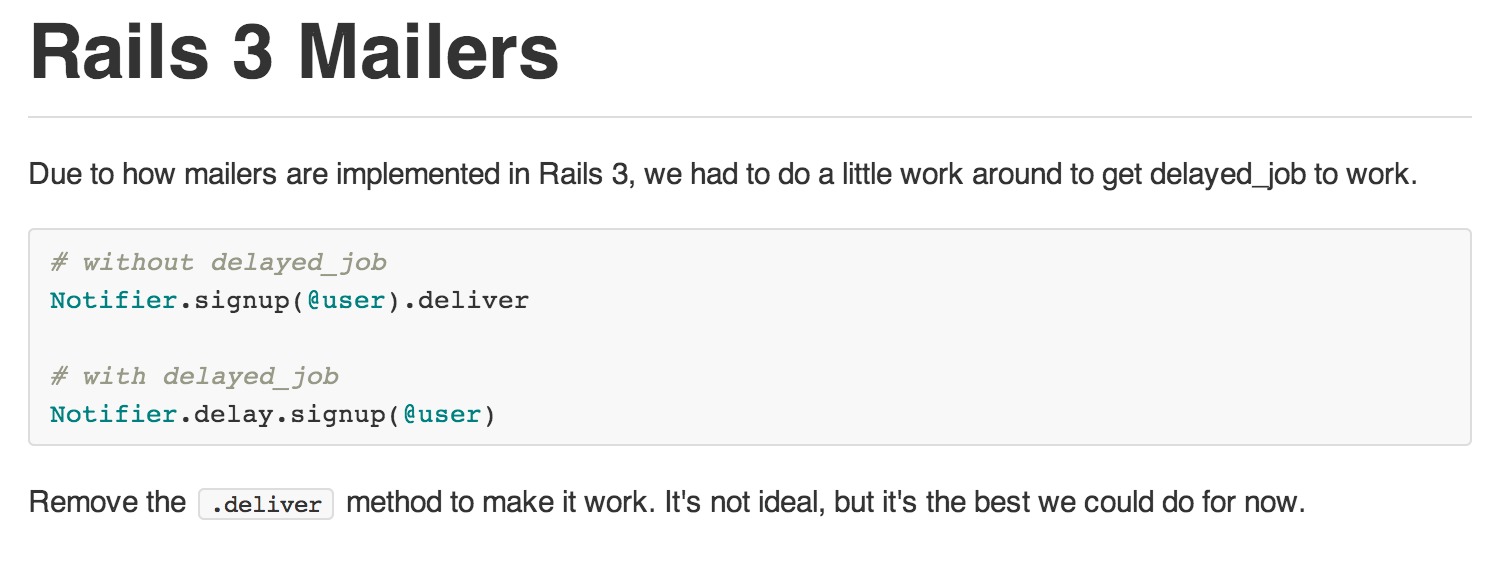 Rails 3 Mailers
Due to how mailers are implemented in Rails 3, we had to do a little work around to get delayed_job to work.
# without delayed_job
Notifier.signup(@user).deliver
# with delayed_job
Notifier.delay.signup(@user)
Remove the .deliver method to make it work. It's not ideal, but it's the best we could do for now.